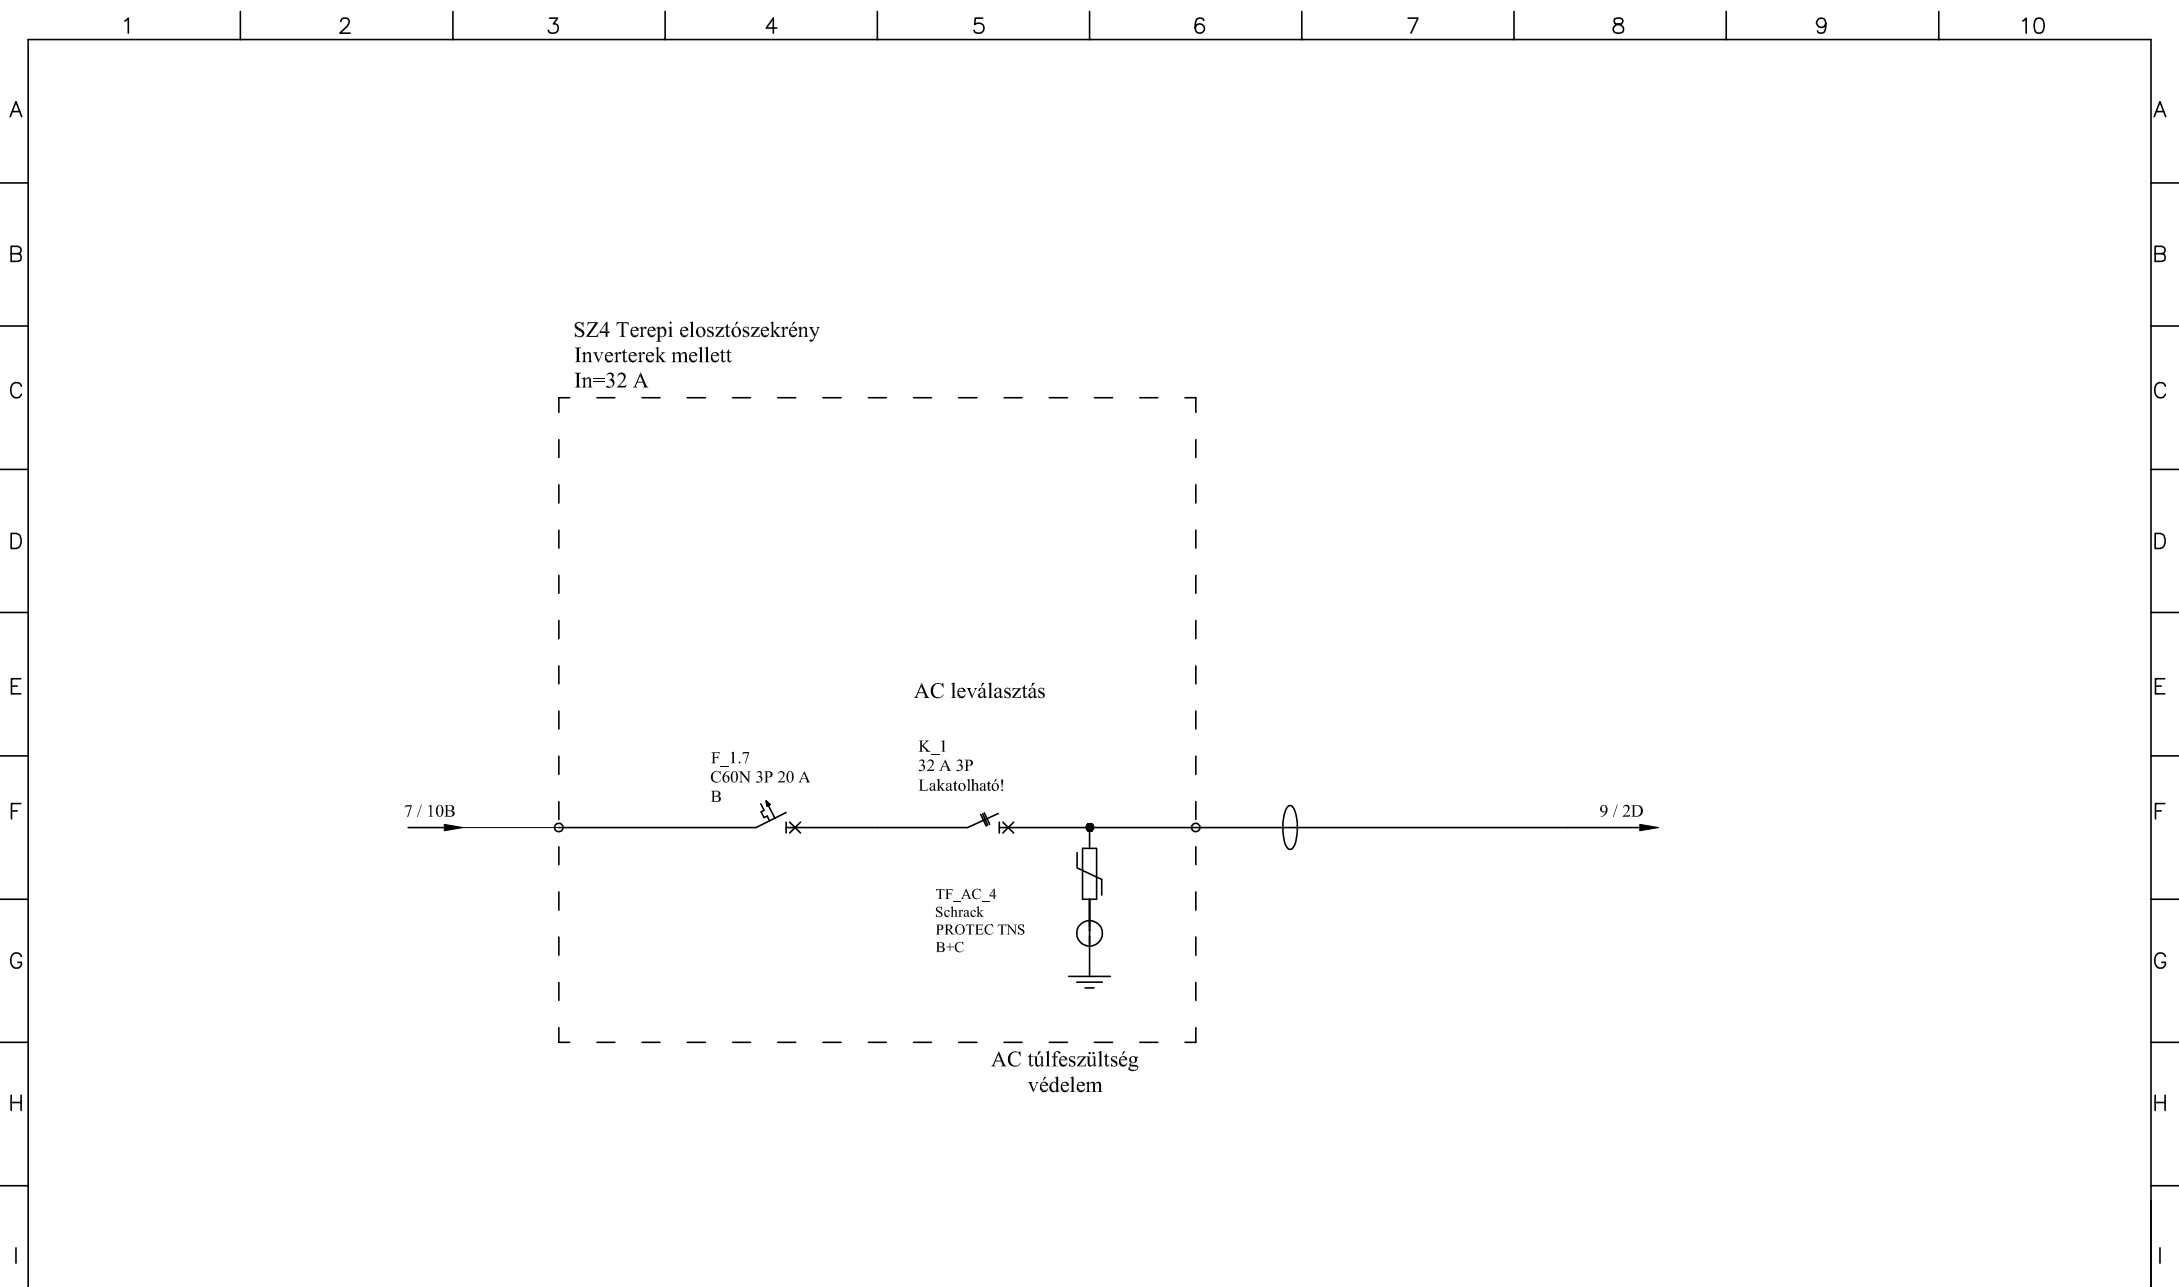 1 2 3 4 5 6 7 8 9 10
A A
B B
SZ4 Terepi elosztószekrény
Inverterek mellett
In=32 A
C C
D D
E E
AC leválasztás
K_1
32 A 3P
Lakatolható!
F_1.7
C60N 3P 20 A
B
F F
7 / 10B
9 / 2D
TF_AC_4
Schrack
PROTEC TNS
B+C
G G
AC túlfeszültség
védelem
H H
I I